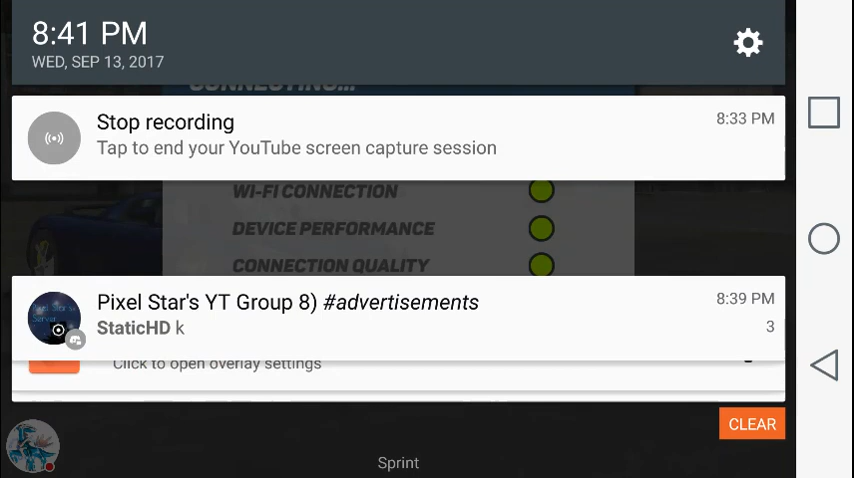 8:41 PM
WED, SEP 13, 2017
CONNECTING...
Stop recording
8:33 PM
Tap to end your YouTube screen capture session
WI-FI CONNECTION
DEVICE PERFORMANCE
CONNECTION QUALITY
Pixel Star's YT Group 8) #advertisements
8:39 PM
StaticHD k
3
Click to open overlay settings
CLEAR
Sprint